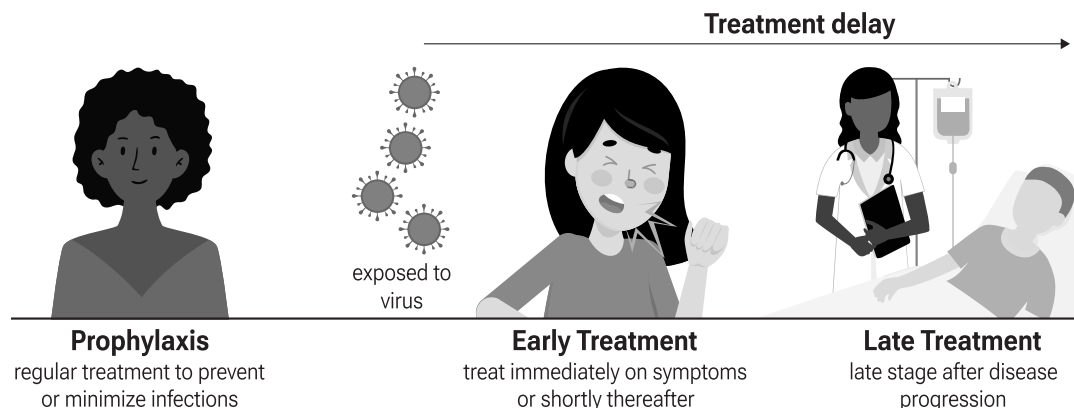 Treatment delay
exposed to
virus
Prophylaxis
regular treatment to prevent
or minimize infections
Early Treatment
treat immediately on symptoms
or shortly thereafter
Late Treatment
late stage after disease
progression